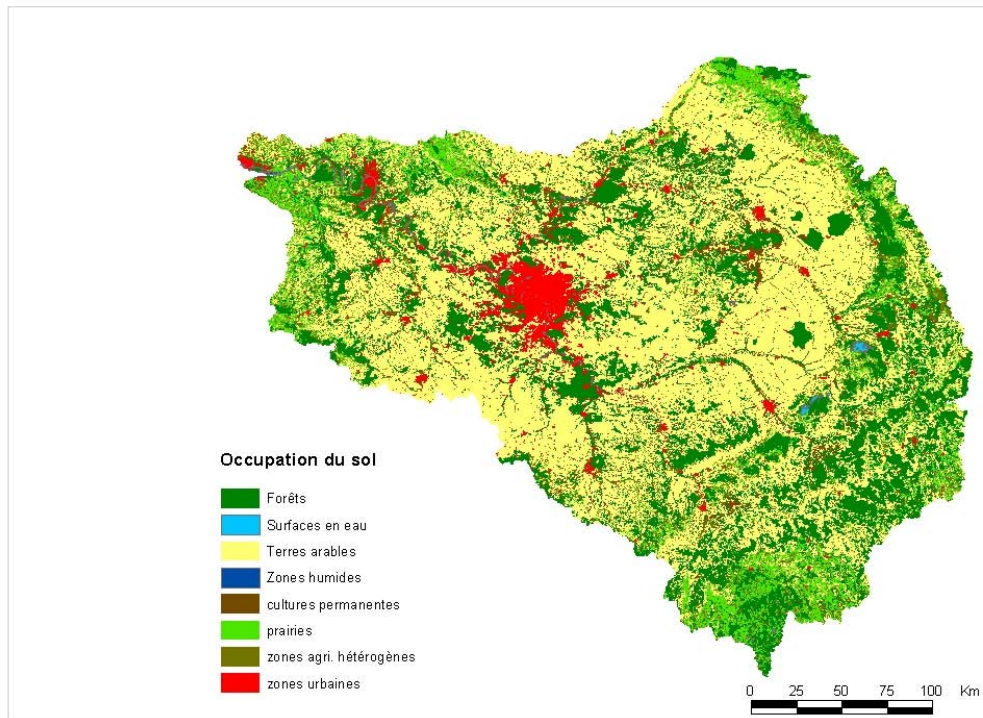 Occupation du sol
Forêts
Surfaces en eau
Terres arables
Zones humides
cultures permanentes
prairies
zones agri. hétérogènes
zones urbaines
0 25 50 75 100 Km